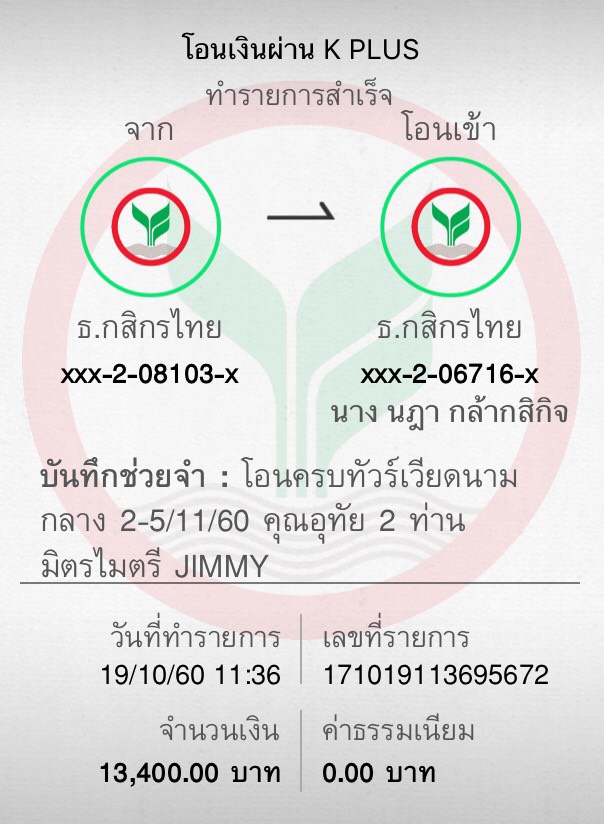 โอนเงินผ่าน K PLUS
ทำรายการสำเร็จ
จาก
โอนเข้า
ธ.กสิกรไทย
ธ.กสิกรไทย
xxx-2-08103-x
xxx-2-06716-x
นาง นฎา กล้ากสิกิจ
บันทึกช่วยจำ : โอนครบทัวร์เวียดนาม
กลาง 2-5/11/60 คุณอุทัย 2 ท่าน
มิตรไมตรี JIMMY
วันที่ทำรายการ
เลขที่รายการ
19/10/60 11:36
171019113695672
จำนวนเงิน
ค่าธรรมเนียม
13,400.00 บาท
0.00 บาท